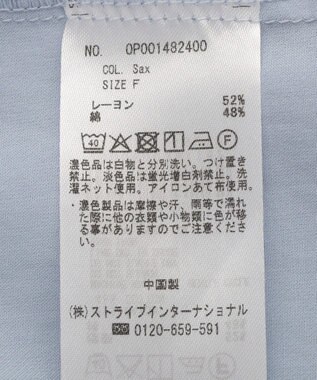 NO. OP001482400
COL. Sax
SIZE F
レーヨン 52%
綿 48%
40 F
濃色品は白物と分別洗い。つけ置き
禁止。淡色品は蛍光増白剤禁止。洗
濯ネット使用。アイロンあて布使用。
・濃色製品は摩擦や汗、雨等で濡れ
た際に他の衣類や小物類に色が移
る事がありますのでご注意くださ
い。
中国製
(株)ストライプインターナショナル
0120-659-591